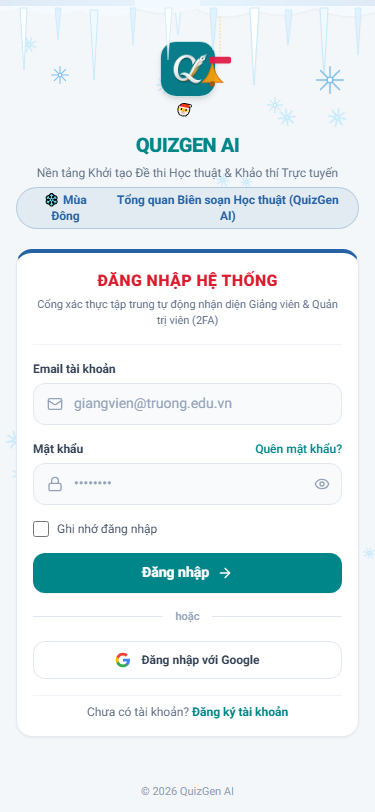 QUIZGEN AI
Nền tảng Khởi tạo Đề thi Học thuật & Khảo thí Trực tuyến
Mùa Đông
Tổng quan Biên soạn Học thuật (QuizGen AI)
ĐĂNG NHẬP HỆ THỐNG
Cổng xác thực tập trung tự động nhận diện Giảng viên & Quản
trị viên (2FA)
Email tài khoản
giangvien@truong.edu.vn
Mật khẩu
Quên mật khẩu?
••••••••
Ghi nhớ đăng nhập
Đăng nhập →
hoặc
Đăng nhập với Google
Chưa có tài khoản? Đăng ký tài khoản
© 2026 QuizGen AI